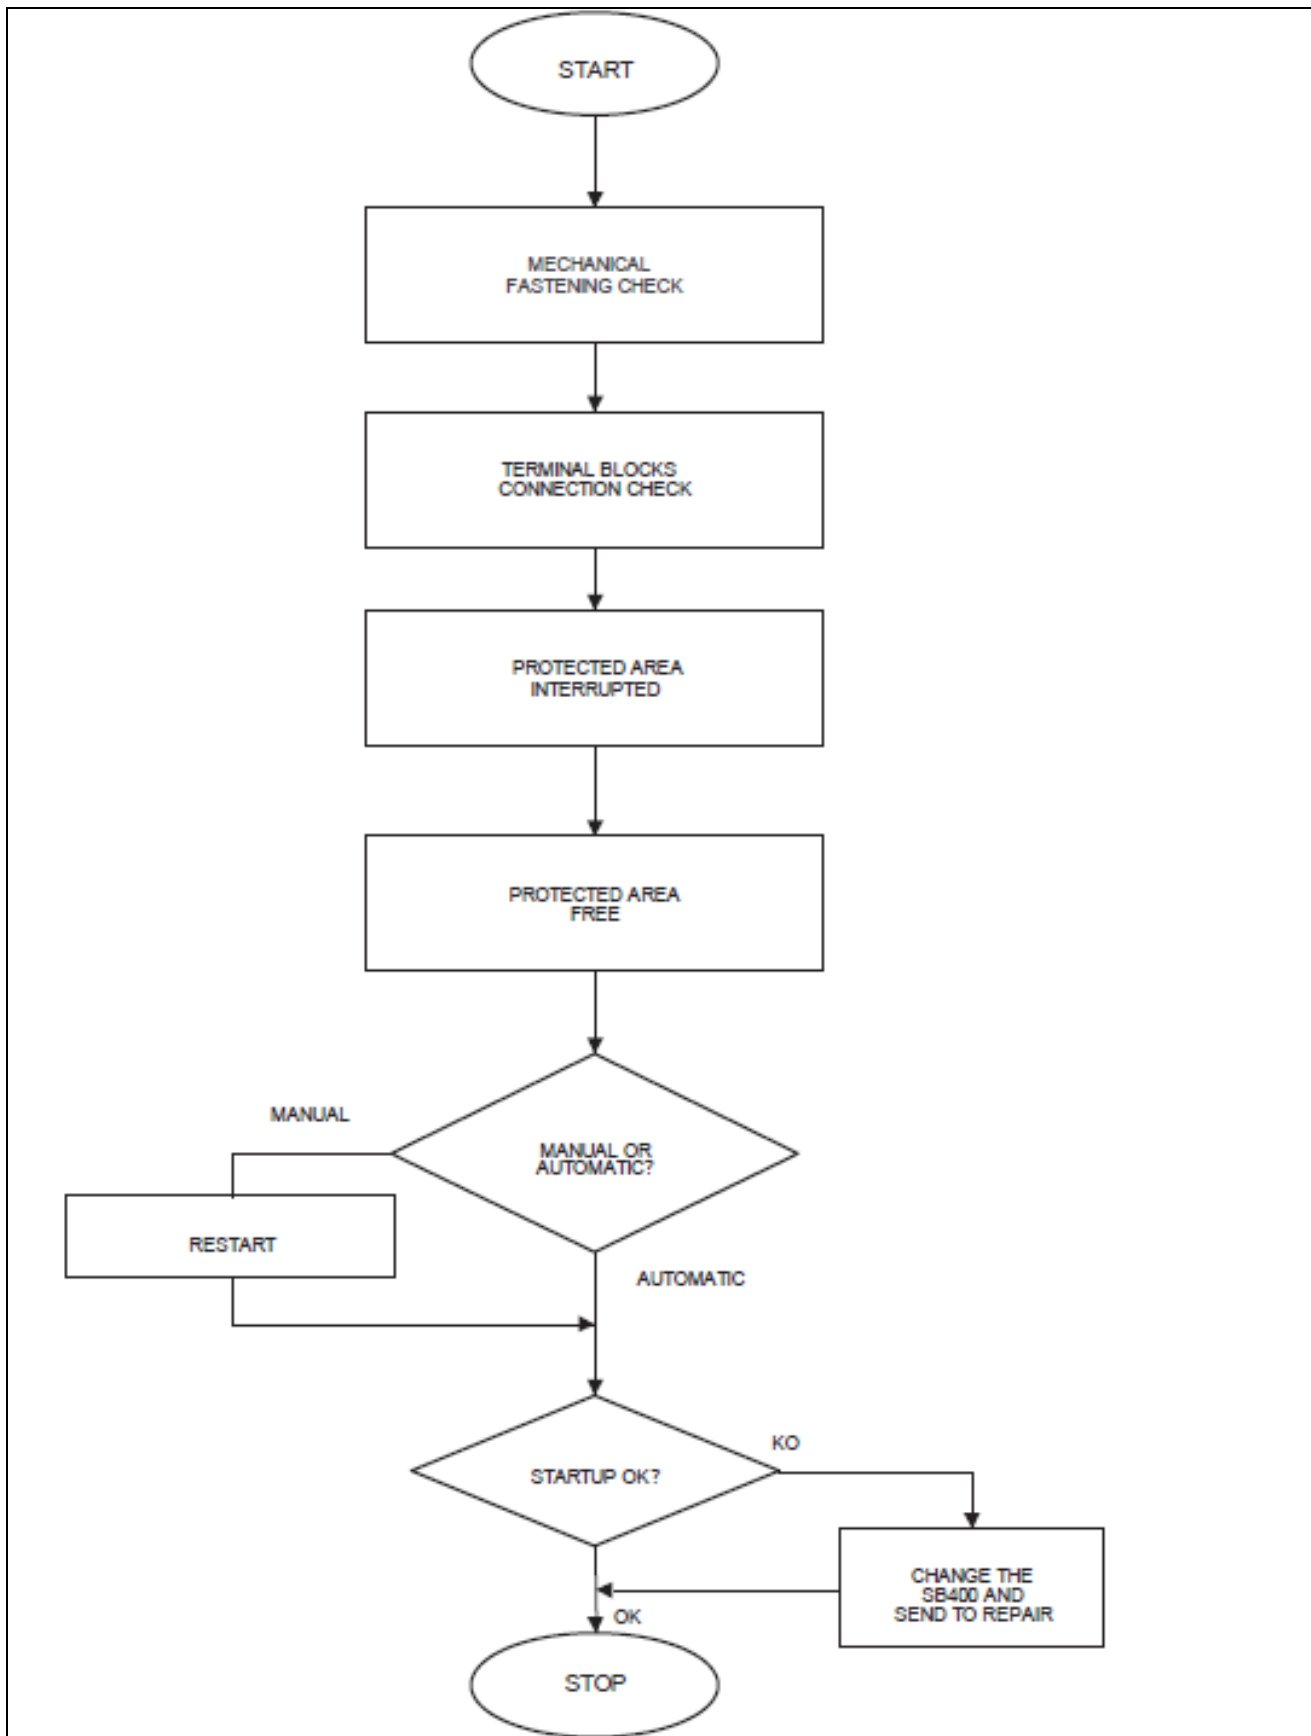 START
MECHANICAL
FASTENING CHECK
TERMINAL BLOCKS
CONNECTION CHECK
PROTECTED AREA
INTERRUPTED
PROTECTED AREA
FREE
MANUAL
MANUAL OR
AUTOMATIC?
RESTART
AUTOMATIC
KO
STARTUP OK?
CHANGE THE
SB400 AND
SEND TO REPAIR
OK
STOP